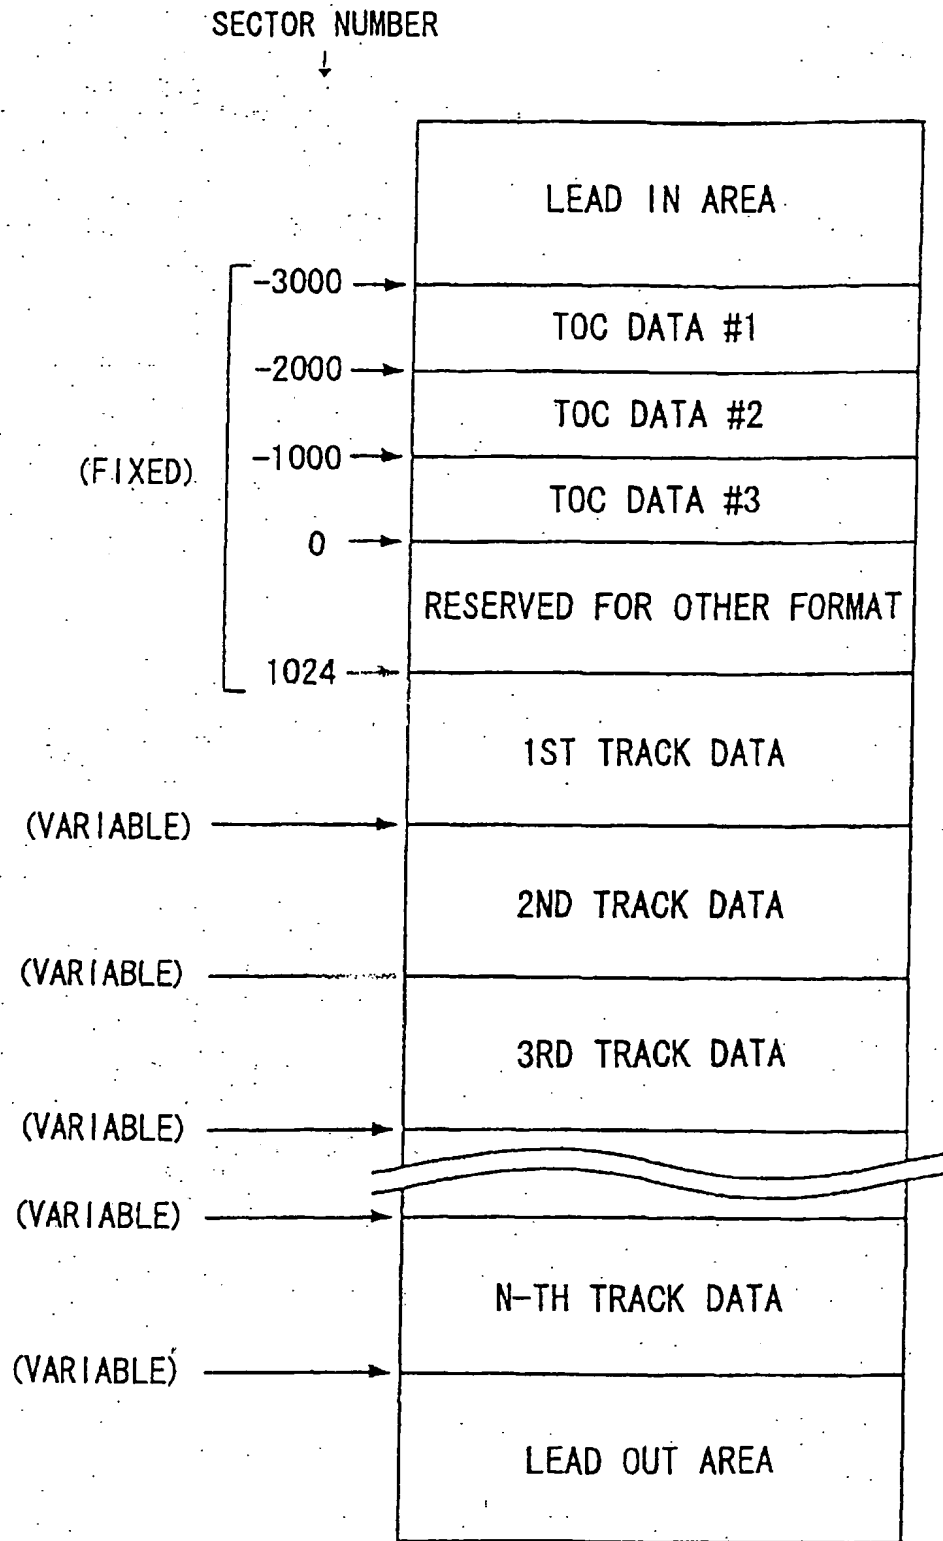 SECTOR NUMBER
LEAD IN AREA
-3000
TOC DATA #1
-2000
TOC DATA #2
(FIXED)
-1000
TOC DATA #3
0
RESERVED FOR OTHER FORMAT
1024
1ST TRACK DATA
(VARIABLE)
2ND TRACK DATA
(VARIABLE)
3RD TRACK DATA
(VARIABLE)
(VARIABLE)
N-TH TRACK DATA
(VARIABLE)
LEAD OUT AREA